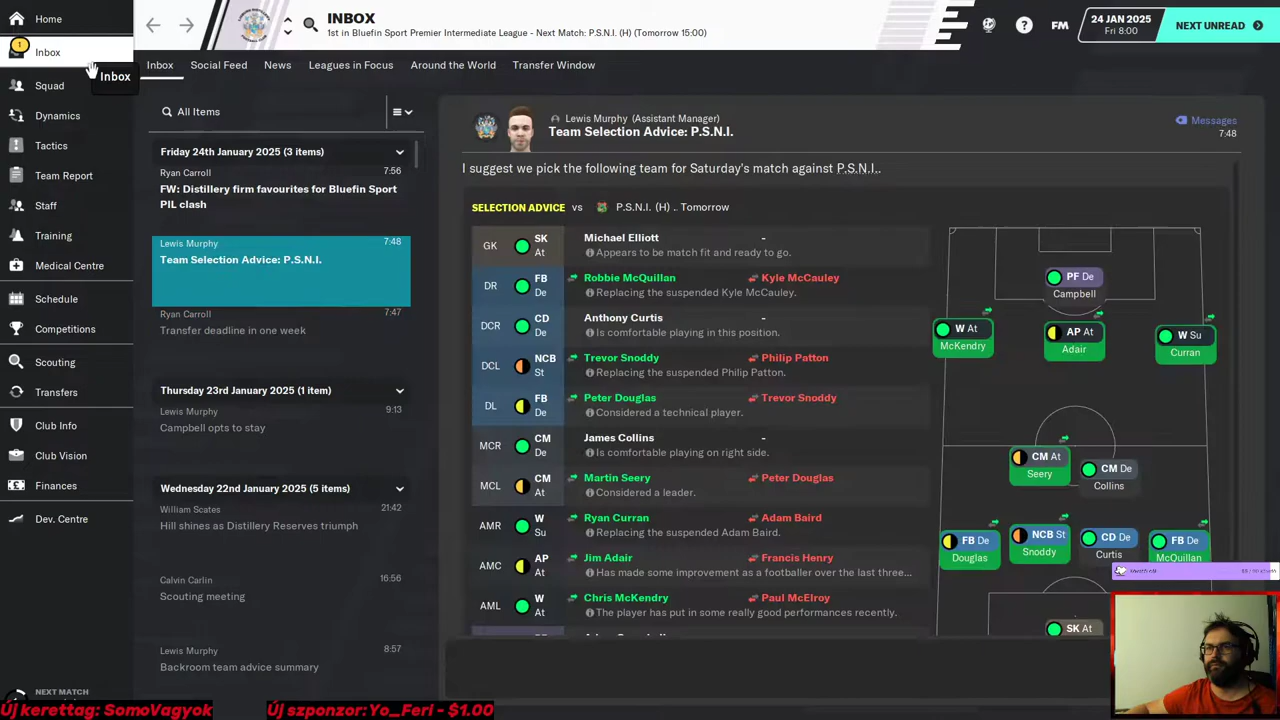 Home
INBOX
1st in Bluefin Sport Premier Intermediate League - Next Match: P.S.N.I. (H) (Tomorrow 15:00)
FM
24 JAN 2025
Fri 8:00
NEXT UNREAD
1
Inbox
Inbox
Squad
Dynamics
Tactics
Team Report
Staff
Training
Medical Centre
Schedule
Competitions
Scouting
Transfers
Club Info
Club Vision
Finances
Dev. Centre
NEXT MATCH
Inbox
Social Feed
News
Leagues in Focus
Around the World
Transfer Window
All Items
Friday 24th January 2025 (3 items)
Ryan Carroll 7:56
FW: Distillery firm favourites for Bluefin Sport
PIL clash
Lewis Murphy 7:48
Team Selection Advice: P.S.N.I.
Ryan Carroll 7:47
Transfer deadline in one week
Thursday 23rd January 2025 (1 item)
Lewis Murphy 9:13
Campbell opts to stay
Wednesday 22nd January 2025 (5 items)
William Scates 21:42
Hill shines as Distillery Reserves triumph
Calvin Carlin 16:56
Scouting meeting
Lewis Murphy 8:57
Backroom team advice summary
Lewis Murphy (Assistant Manager)
Team Selection Advice: P.S.N.I.
Messages
7:48
I suggest we pick the following team for Saturday's match against P.S.N.I..
SELECTION ADVICE vs P.S.N.I. (H) .. Tomorrow
GK SK At Michael Elliott -
Appears to be match fit and ready to go.
DR FB De Robbie McQuillan Kyle McCauley
Replacing the suspended Kyle McCauley.
DCR CD De Anthony Curtis -
Is comfortable playing in this position.
DCL NCB St Trevor Snoddy Philip Patton
Replacing the suspended Philip Patton.
DL FB De Peter Douglas Trevor Snoddy
Considered a technical player.
MCR CM De James Collins -
Is comfortable playing on right side.
MCL CM At Martin Seery Peter Douglas
Considered a leader.
AMR W Su Ryan Curran Adam Baird
Replacing the suspended Adam Baird.
AMC AP At Jim Adair Francis Henry
Has made some improvement as a footballer over the last three...
AML W At Chris McKendry Paul McElroy
The player has put in some really good performances recently.
PF De
Campbell
W At
McKendry
AP At
Adair
W Su
Curran
CM At
Seery
CM De
Collins
FB De
Douglas
NCB St
Snoddy
CD De
Curtis
FB De
McQuillan
SK At
Új kerettag: SomoVagyok
Új szponzor: Yo_Feri - $1.00